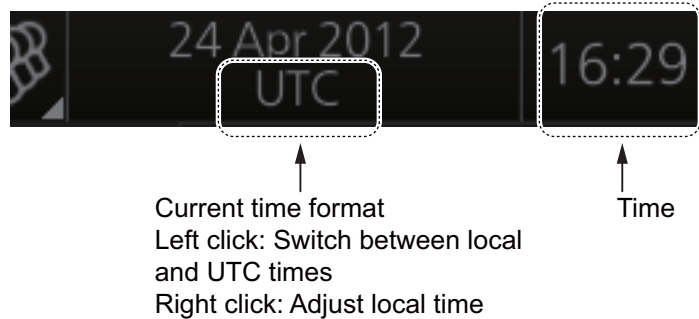 24 Apr 2012
UTC
16:29
Current time format
Left click: Switch between local
and UTC times
Right click: Adjust local time
Time